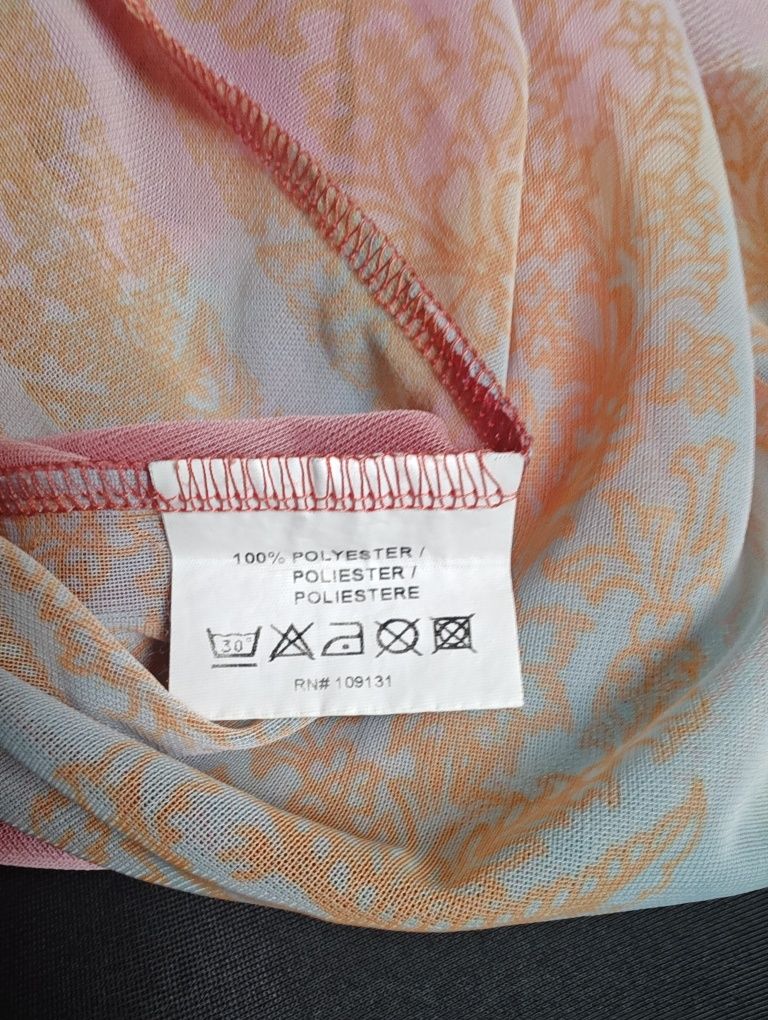 100% POLYESTER /
POLIESTER /
POLIESTERE
30°
RN# 109131